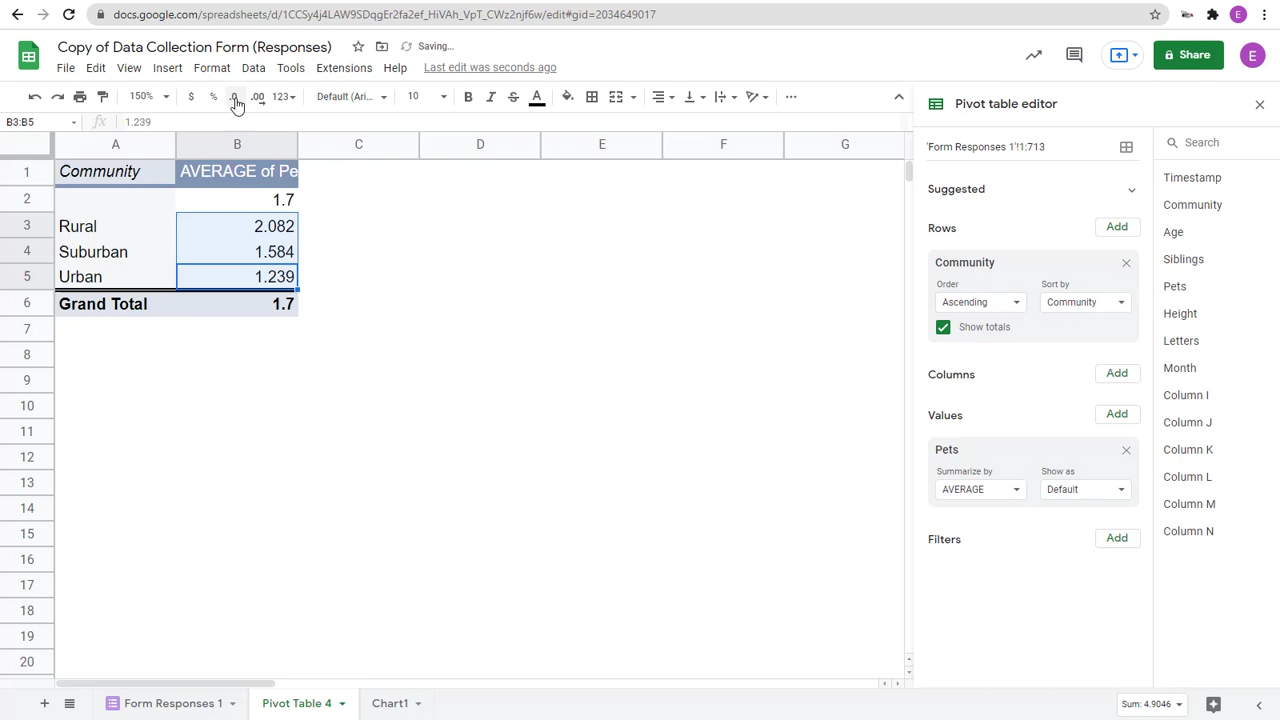 docs.google.com/spreadsheets/d/1CCSy4j4LAW9SDqgEr2fa2ef_HiVAh_VpT_CWz2njf6w/edit#gid=2034649017
E
Copy of Data Collection Form (Responses)
Saving...
File Edit View Insert Format Data Tools Extensions Help Last edit was seconds ago
Share
E
150% $ % .0 .00 123 Default (Ari... 10 B I S A
B3:B5 fx 1.239
A B C D E F G
1 Community AVERAGE of Pe
2 1.7
3 Rural 2.082
4 Suburban 1.584
5 Urban 1.239
6 Grand Total 1.7
7
8
9
10
11
12
13
14
15
16
17
18
19
20
Pivot table editor
'Form Responses 1'!1:713
Suggested
Rows Add
Community
Order Sort by
Ascending Community
Show totals
Columns Add
Values Add
Pets
Summarize by Show as
AVERAGE Default
Filters Add
Search
Timestamp
Community
Age
Siblings
Pets
Height
Letters
Month
Column I
Column J
Column K
Column L
Column M
Column N
Form Responses 1 Pivot Table 4 Chart1
Sum: 4.9046